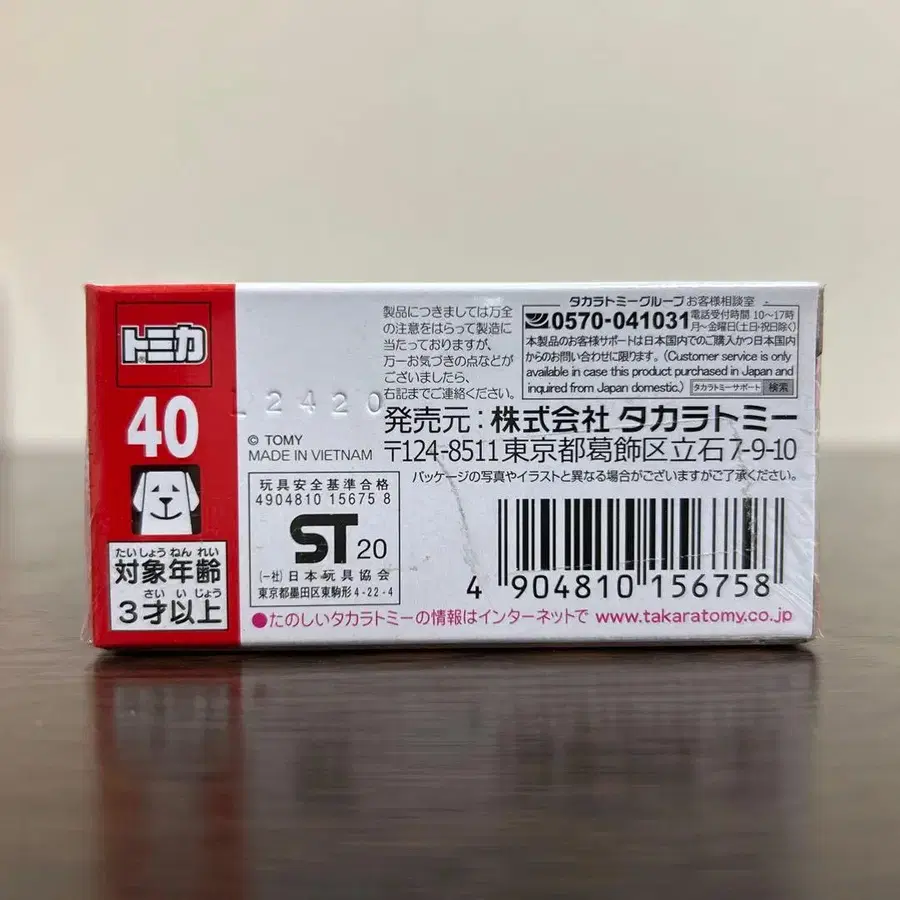 トミカ
40
たいしょうねんれい
対象年齢
さいいじょう
3才以上
2420
© TOMY
MADE IN VIETNAM
玩具安全基準合格
4904810 15675 8
ST 20
(一社)日本玩具協会
東京都墨田区東駒形4-22-4
製品につきましては万全
の注意をはらって製造に
当たっておりますが、
万一お気づきの点などが
ございましたら、
右記までご連絡ください。
タカラトミーグループ お客様相談室
0570-041031
電話受付時間 10〜17時
月〜金曜日(土日・祝日除く)
本製品のお客様サポートは日本国内でのご購入かつ日本国内
からのお問い合わせに限ります。(Customer service is only
available in case this product purchased in Japan and
inquired from Japan domestic.)
タカラトミーサポート 検索
発売元：株式会社 タカラトミー
〒124-8511東京都葛飾区立石7-9-10
パッケージの写真やイラストと異なる場合がございますがご了承ください。
4 904810 156758
●たのしいタカラトミーの情報はインターネットで www.takaratomy.co.jp